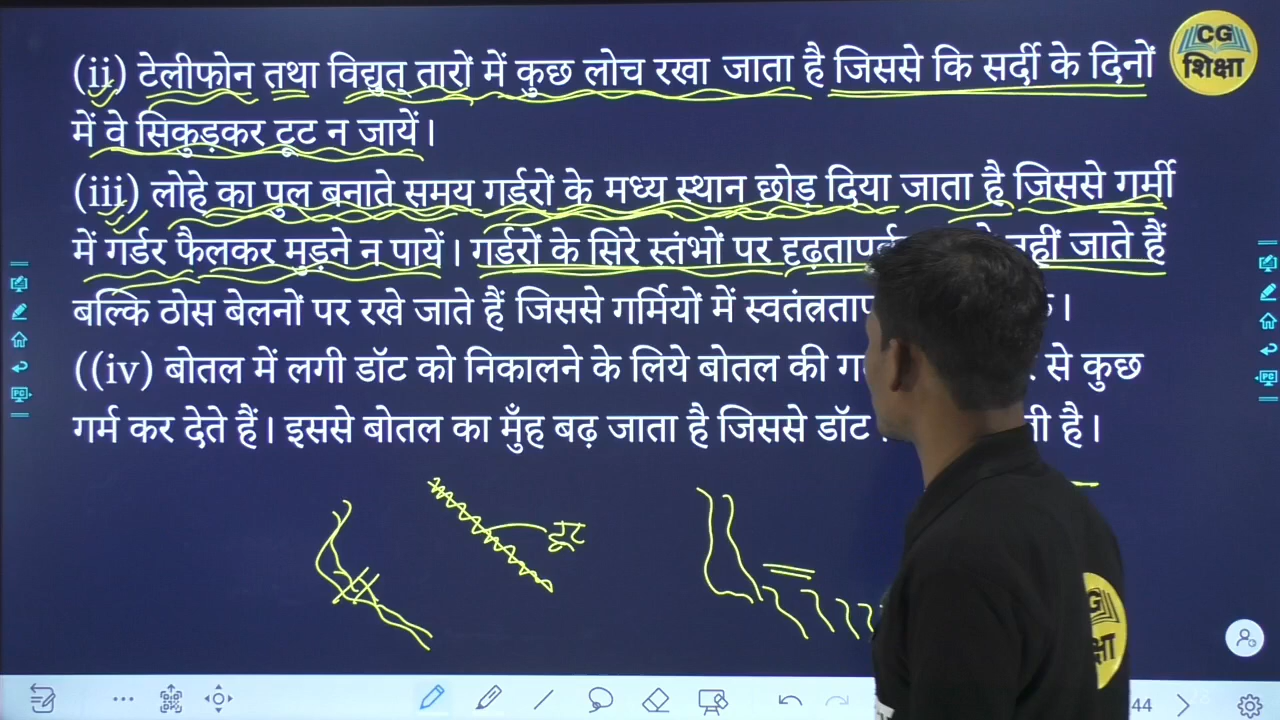 CG
शिक्षा
(ii) टेलीफोन तथा विद्युत् तारों में कुछ लोच रखा जाता है जिससे कि सर्दी के दिनों
में वे सिकुड़कर टूट न जायें।
(iii) लोहे का पुल बनाते समय गर्डरों के मध्य स्थान छोड़ दिया जाता है जिससे गर्मी
में गर्डर फैलकर मुड़ने न पायें। गर्डरों के सिरे स्तंभों पर नहीं जाते हैं
बल्कि ठोस बेलनों पर रखे जाते हैं जिससे गर्मियों में
((iv) बोतल में लगी डॉट को निकालने के लिये बोतल की से कुछ
गर्म कर देते हैं। इससे बोतल का मुँह बढ़ जाता है जिससे डॉट है।
PC
PC
44